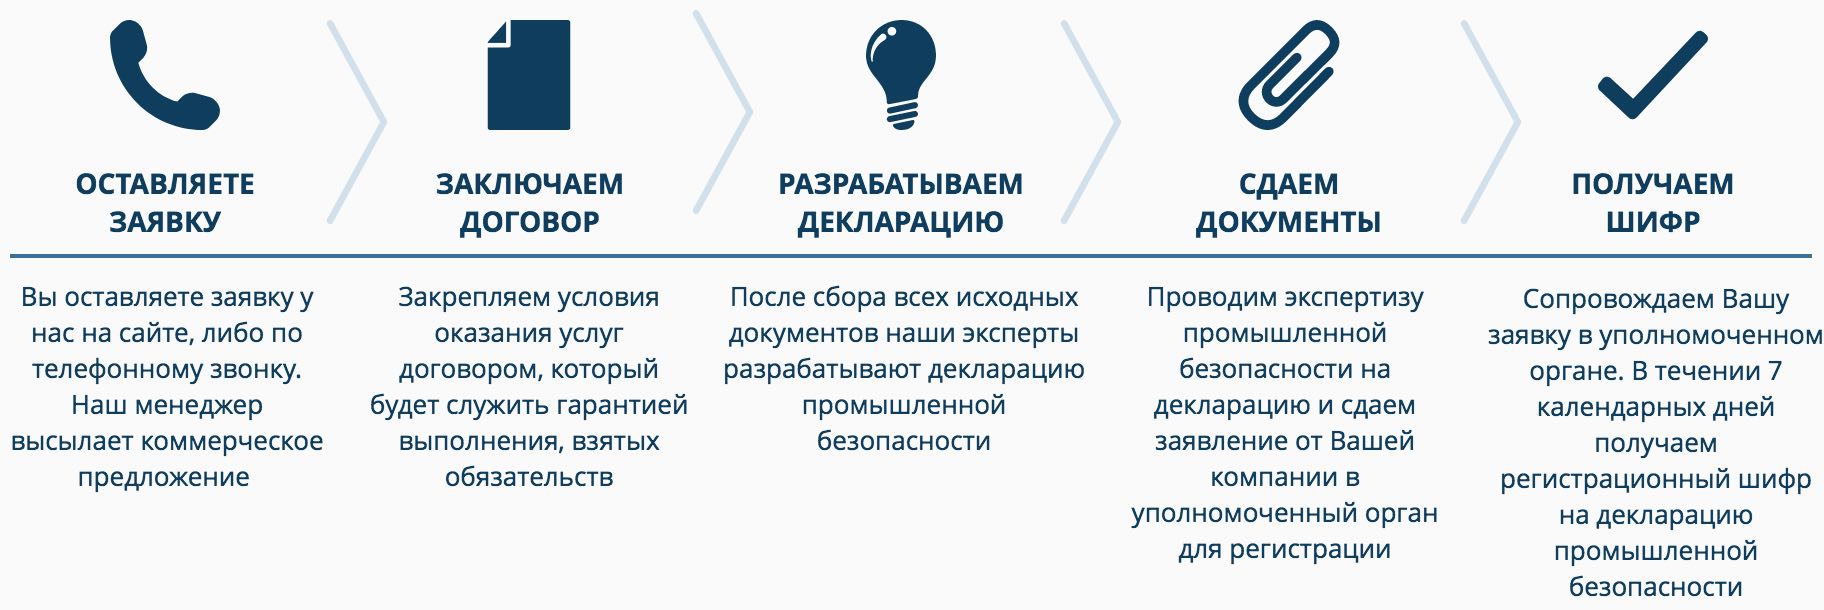 ОСТАВЛЯЕТЕ
ЗАЯВКУ
Вы оставляете заявку у
нас на сайте, либо по
телефонному звонку.
Наш менеджер
высылает коммерческое
предложение
ЗАКЛЮЧАЕМ
ДОГОВОР
Закрепляем условия
оказания услуг
договором, который
будет служить гарантией
выполнения, взятых
обязательств
РАЗРАБАТЫВАЕМ
ДЕКЛАРАЦИЮ
После сбора всех исходных
документов наши эксперты
разрабатывают декларацию
промышленной
безопасности
СДАЕМ
ДОКУМЕНТЫ
Проводим экспертизу
промышленной
безопасности на
декларацию и сдаем
заявление от Вашей
компании в
уполномоченный орган
для регистрации
ПОЛУЧАЕМ
ШИФР
Сопровождаем Вашу
заявку в уполномоченном
органе. В течении 7
календарных дней
получаем
регистрационный шифр
на декларацию
промышленной
безопасности